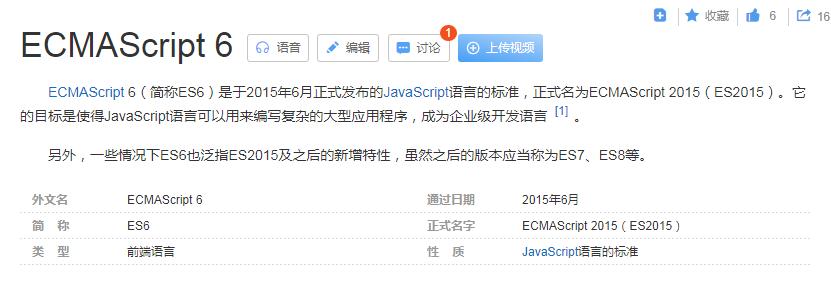 收藏 6 16
ECMAScript 6 语音 编辑 讨论 1 上传视频
ECMAScript 6（简称ES6）是于2015年6月正式发布的JavaScript语言的标准，正式名为ECMAScript 2015（ES2015）。它
的目标是使得JavaScript语言可以用来编写复杂的大型应用程序，成为企业级开发语言 [1] 。
另外，一些情况下ES6也泛指ES2015及之后的新增特性，虽然之后的版本应当称为ES7、ES8等。
外文名 ECMAScript 6 通过日期 2015年6月
简 称 ES6 正式名字 ECMAScript 2015（ES2015）
类 型 前端语言 性 质 JavaScript语言的标准